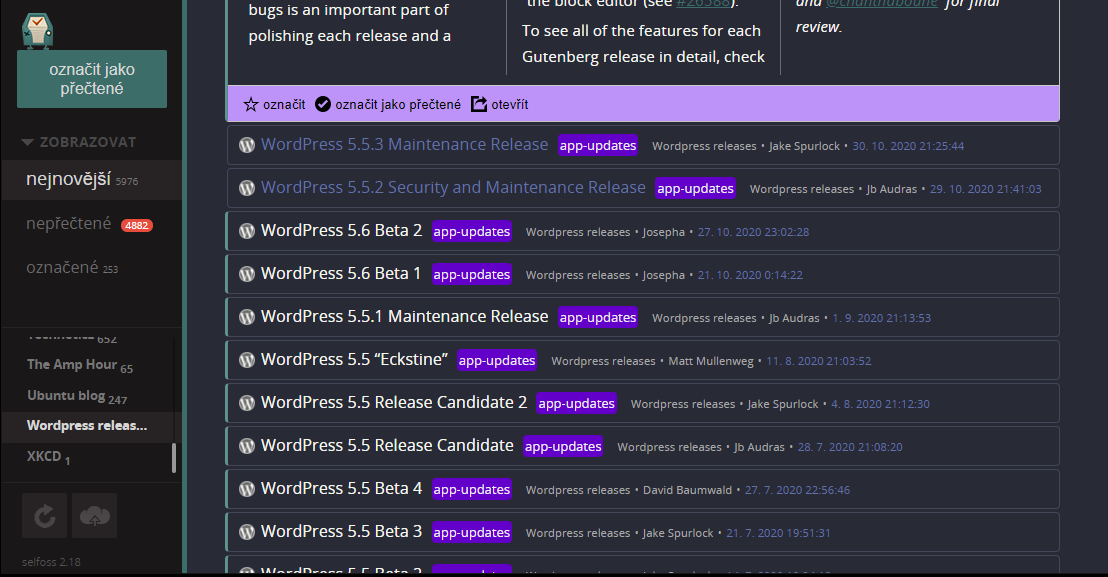 označit jako
přečtené
ZOBRAZOVAT
nejnovější 5976
nepřečtené 4882
označené 253
652
The Amp Hour 65
Ubuntu blog 247
Wordpress releas...
XKCD 1
selfoss 2.18
bugs is an important part of
polishing each release and a
the block editor (see #26588).
To see all of the features for each
Gutenberg release in detail, check
and @chanthaboune for final
review.
označit označit jako přečtené otevřít
WordPress 5.5.3 Maintenance Release app-updates Wordpress releases • Jake Spurlock • 30. 10. 2020 21:25:44
WordPress 5.5.2 Security and Maintenance Release app-updates Wordpress releases • Jb Audras • 29. 10. 2020 21:41:03
WordPress 5.6 Beta 2 app-updates Wordpress releases • Josepha • 27. 10. 2020 23:02:28
WordPress 5.6 Beta 1 app-updates Wordpress releases • Josepha • 21. 10. 2020 0:14:22
WordPress 5.5.1 Maintenance Release app-updates Wordpress releases • Jb Audras • 1. 9. 2020 21:13:53
WordPress 5.5 “Eckstine” app-updates Wordpress releases • Matt Mullenweg • 11. 8. 2020 21:03:52
WordPress 5.5 Release Candidate 2 app-updates Wordpress releases • Jake Spurlock • 4. 8. 2020 21:12:30
WordPress 5.5 Release Candidate app-updates Wordpress releases • Jb Audras • 28. 7. 2020 21:08:20
WordPress 5.5 Beta 4 app-updates Wordpress releases • David Baumwald • 27. 7. 2020 22:56:46
WordPress 5.5 Beta 3 app-updates Wordpress releases • Jake Spurlock • 21. 7. 2020 19:51:31